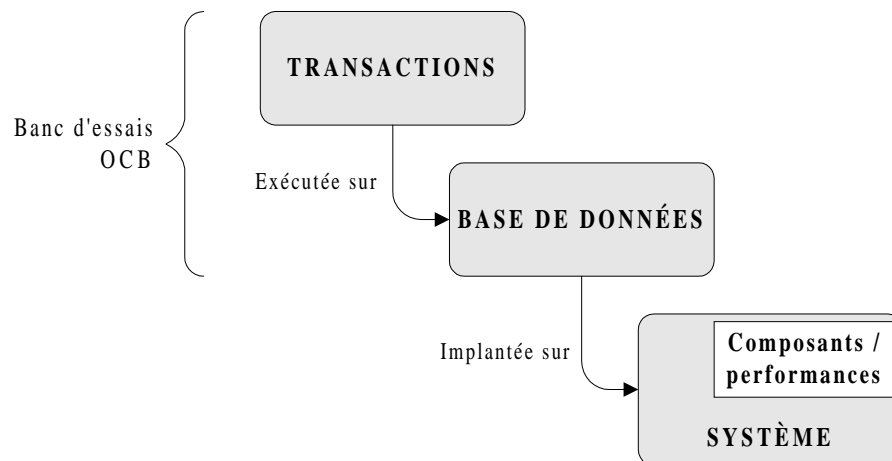 TRANSACTIONS
Banc d'essais
OCB
Exécutée sur
BASE DE DONNÉES
Implantée sur
Composants /
performances
SYSTÈME